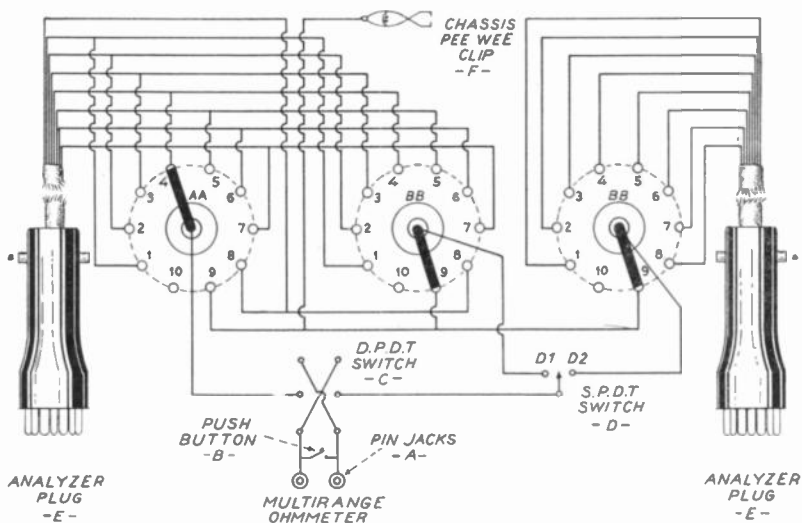 CHASSIS
PEE WEE
CLIP
-F-
4
5
3
AA
6
2
7
1
8
10
9
4
5
3
BB
6
2
7
1
8
10
9
4
5
3
BB
6
2
7
1
8
10
9
D.P.D.T
SWITCH
-C-
D1 D2
S.P.D.T
SWITCH
-D-
PUSH
BUTTON
-B-
PIN JACKS
-A-
MULTIRANGE
OHMMETER
ANALYZER
PLUG
-E-
ANALYZER
PLUG
-E-